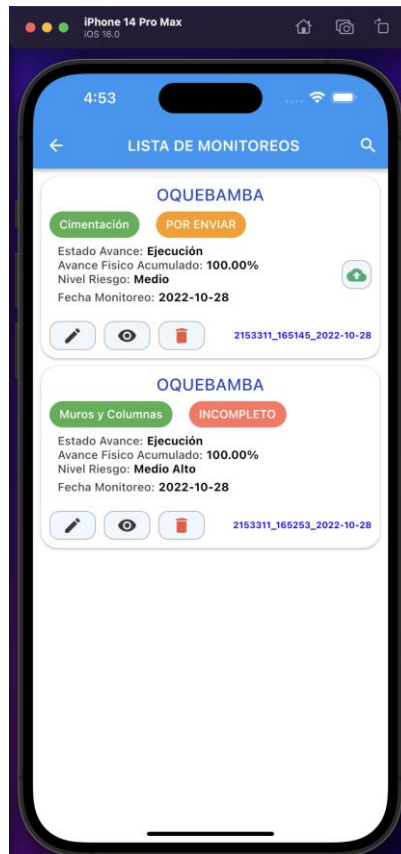 iPhone 14 Pro Max
iOS 16.0
4:53
LISTA DE MONITOREOS
OQUEBAMBA
Cimentación POR ENVIAR
Estado Avance: Ejecución
Avance Fisico Acumulado: 100.00%
Nivel Riesgo: Medio
Fecha Monitoreo: 2022-10-28
2153311_165145_2022-10-28
OQUEBAMBA
Muros y Columnas INCOMPLETO
Estado Avance: Ejecución
Avance Fisico Acumulado: 100.00%
Nivel Riesgo: Medio Alto
Fecha Monitoreo: 2022-10-28
2153311_165253_2022-10-28